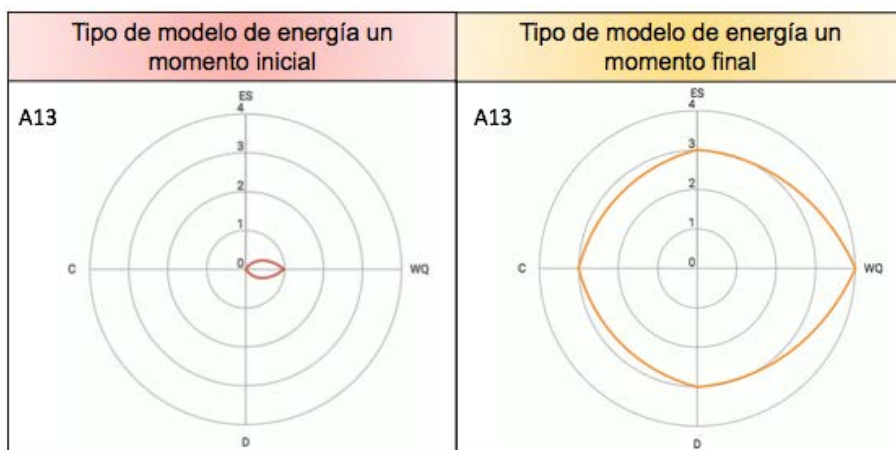 Tipo de modelo de energía un
momento inicial
Tipo de modelo de energía un
momento final
A13
ES
4
3
2
1
0
C
WQ
D
A13
ES
4
3
2
1
0
C
WQ
D